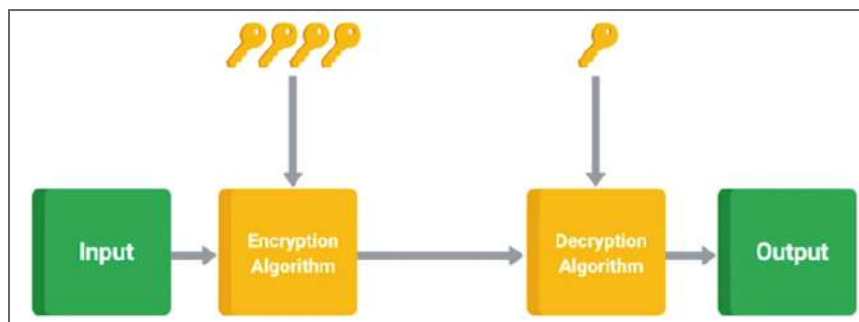 Input
Encryption
Algorithm
Decryption
Algorithm
Output